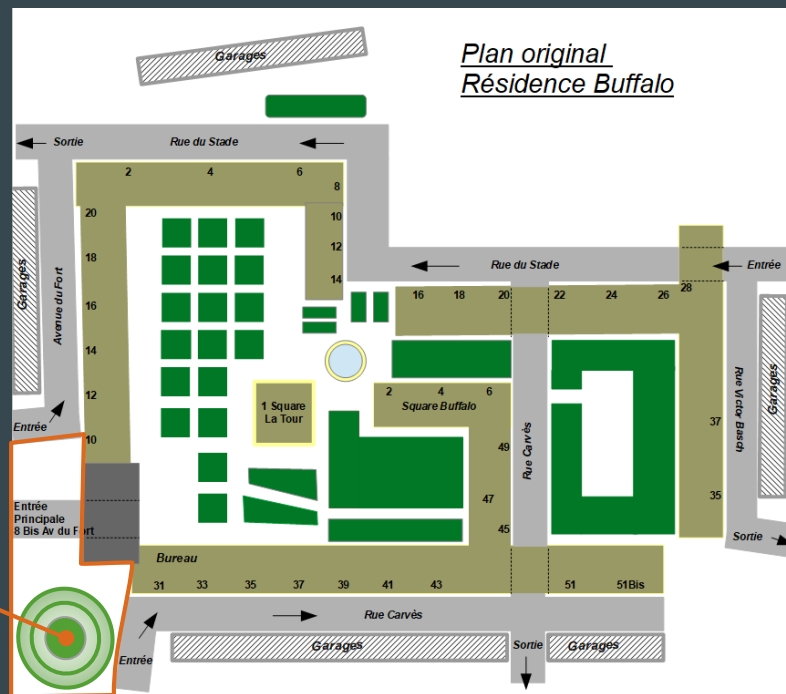 Plan original
Résidence Buffalo
Garages
Sortie
Rue du Stade
2
4
6
8
10
12
14
20
18
16
14
12
10
Garages
Avenue du Fort
Entrée
Rue du Stade
Entrée
16
18
20
22
24
26
28
Garages
Rue Victor Basch
37
35
Sortie
1 Square
La Tour
2
4
6
Square Buffalo
49
47
45
Rue Carvès
Entrée
Principale
8 Bis Av du Fort
Bureau
31
33
35
37
39
41
43
51
51Bis
Rue Carvès
Entrée
Garages
Sortie
Garages